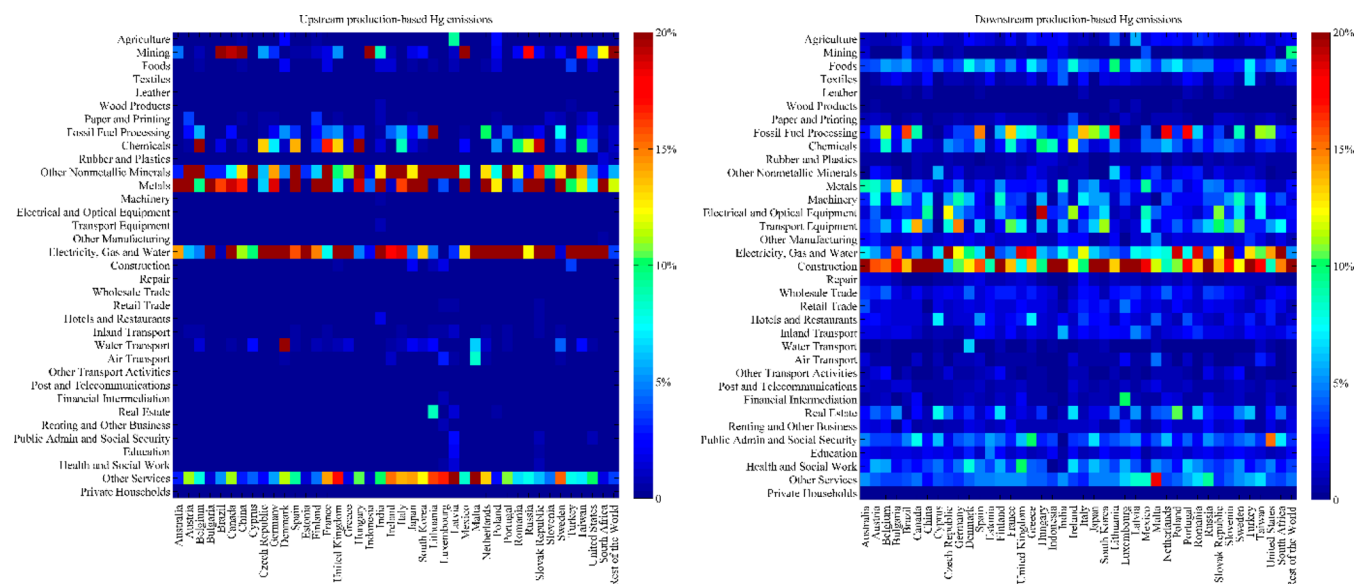 Upstream production-based Hg emissions
Agriculture
Mining
Foods
Textiles
Leather
Wood Products
Paper and Printing
Fossil Fuel Processing
Chemicals
Rubber and Plastics
Other Nonmetallic Minerals
Metals
Machinery
Electrical and Optical Equipment
Transport Equipment
Other Manufacturing
Electricity, Gas and Water
Construction
Repair
Wholesale Trade
Retail Trade
Hotels and Restaurants
Inland Transport
Water Transport
Air Transport
Other Transport Activities
Post and Telecommunications
Financial Intermediation
Real Estate
Renting and Other Business
Public Admin and Social Security
Education
Health and Social Work
Other Services
Private Households
Australia
Austria
Belgium
Bulgaria
Brazil
Canada
China
Cyprus
Czech Republic
Germany
Denmark
Spain
Estonia
Finland
France
United Kingdom
Greece
Hungary
Indonesia
India
Ireland
Italy
Japan
South Korea
Lithuania
Luxembourg
Latvia
Mexico
Malta
Netherlands
Poland
Portugal
Romania
Russia
Slovak Republic
Slovenia
Sweden
Turkey
Taiwan
United States
South Africa
Rest of the World
20%
15%
10%
5%
0
Downstream production-based Hg emissions
Agriculture
Mining
Foods
Textiles
Leather
Wood Products
Paper and Printing
Fossil Fuel Processing
Chemicals
Rubber and Plastics
Other Nonmetallic Minerals
Metals
Machinery
Electrical and Optical Equipment
Transport Equipment
Other Manufacturing
Electricity, Gas and Water
Construction
Repair
Wholesale Trade
Retail Trade
Hotels and Restaurants
Inland Transport
Water Transport
Air Transport
Other Transport Activities
Post and Telecommunications
Financial Intermediation
Real Estate
Renting and Other Business
Public Admin and Social Security
Education
Health and Social Work
Other Services
Private Households
Australia
Austria
Belgium
Bulgaria
Brazil
Canada
China
Cyprus
Czech Republic
Germany
Denmark
Spain
Estonia
Finland
France
United Kingdom
Greece
Hungary
Indonesia
India
Ireland
Italy
Japan
South Korea
Lithuania
Luxembourg
Latvia
Mexico
Malta
Netherlands
Poland
Portugal
Romania
Russia
Slovak Republic
Slovenia
Sweden
Turkey
Taiwan
United States
South Africa
Rest of the World
20%
15%
10%
5%
0